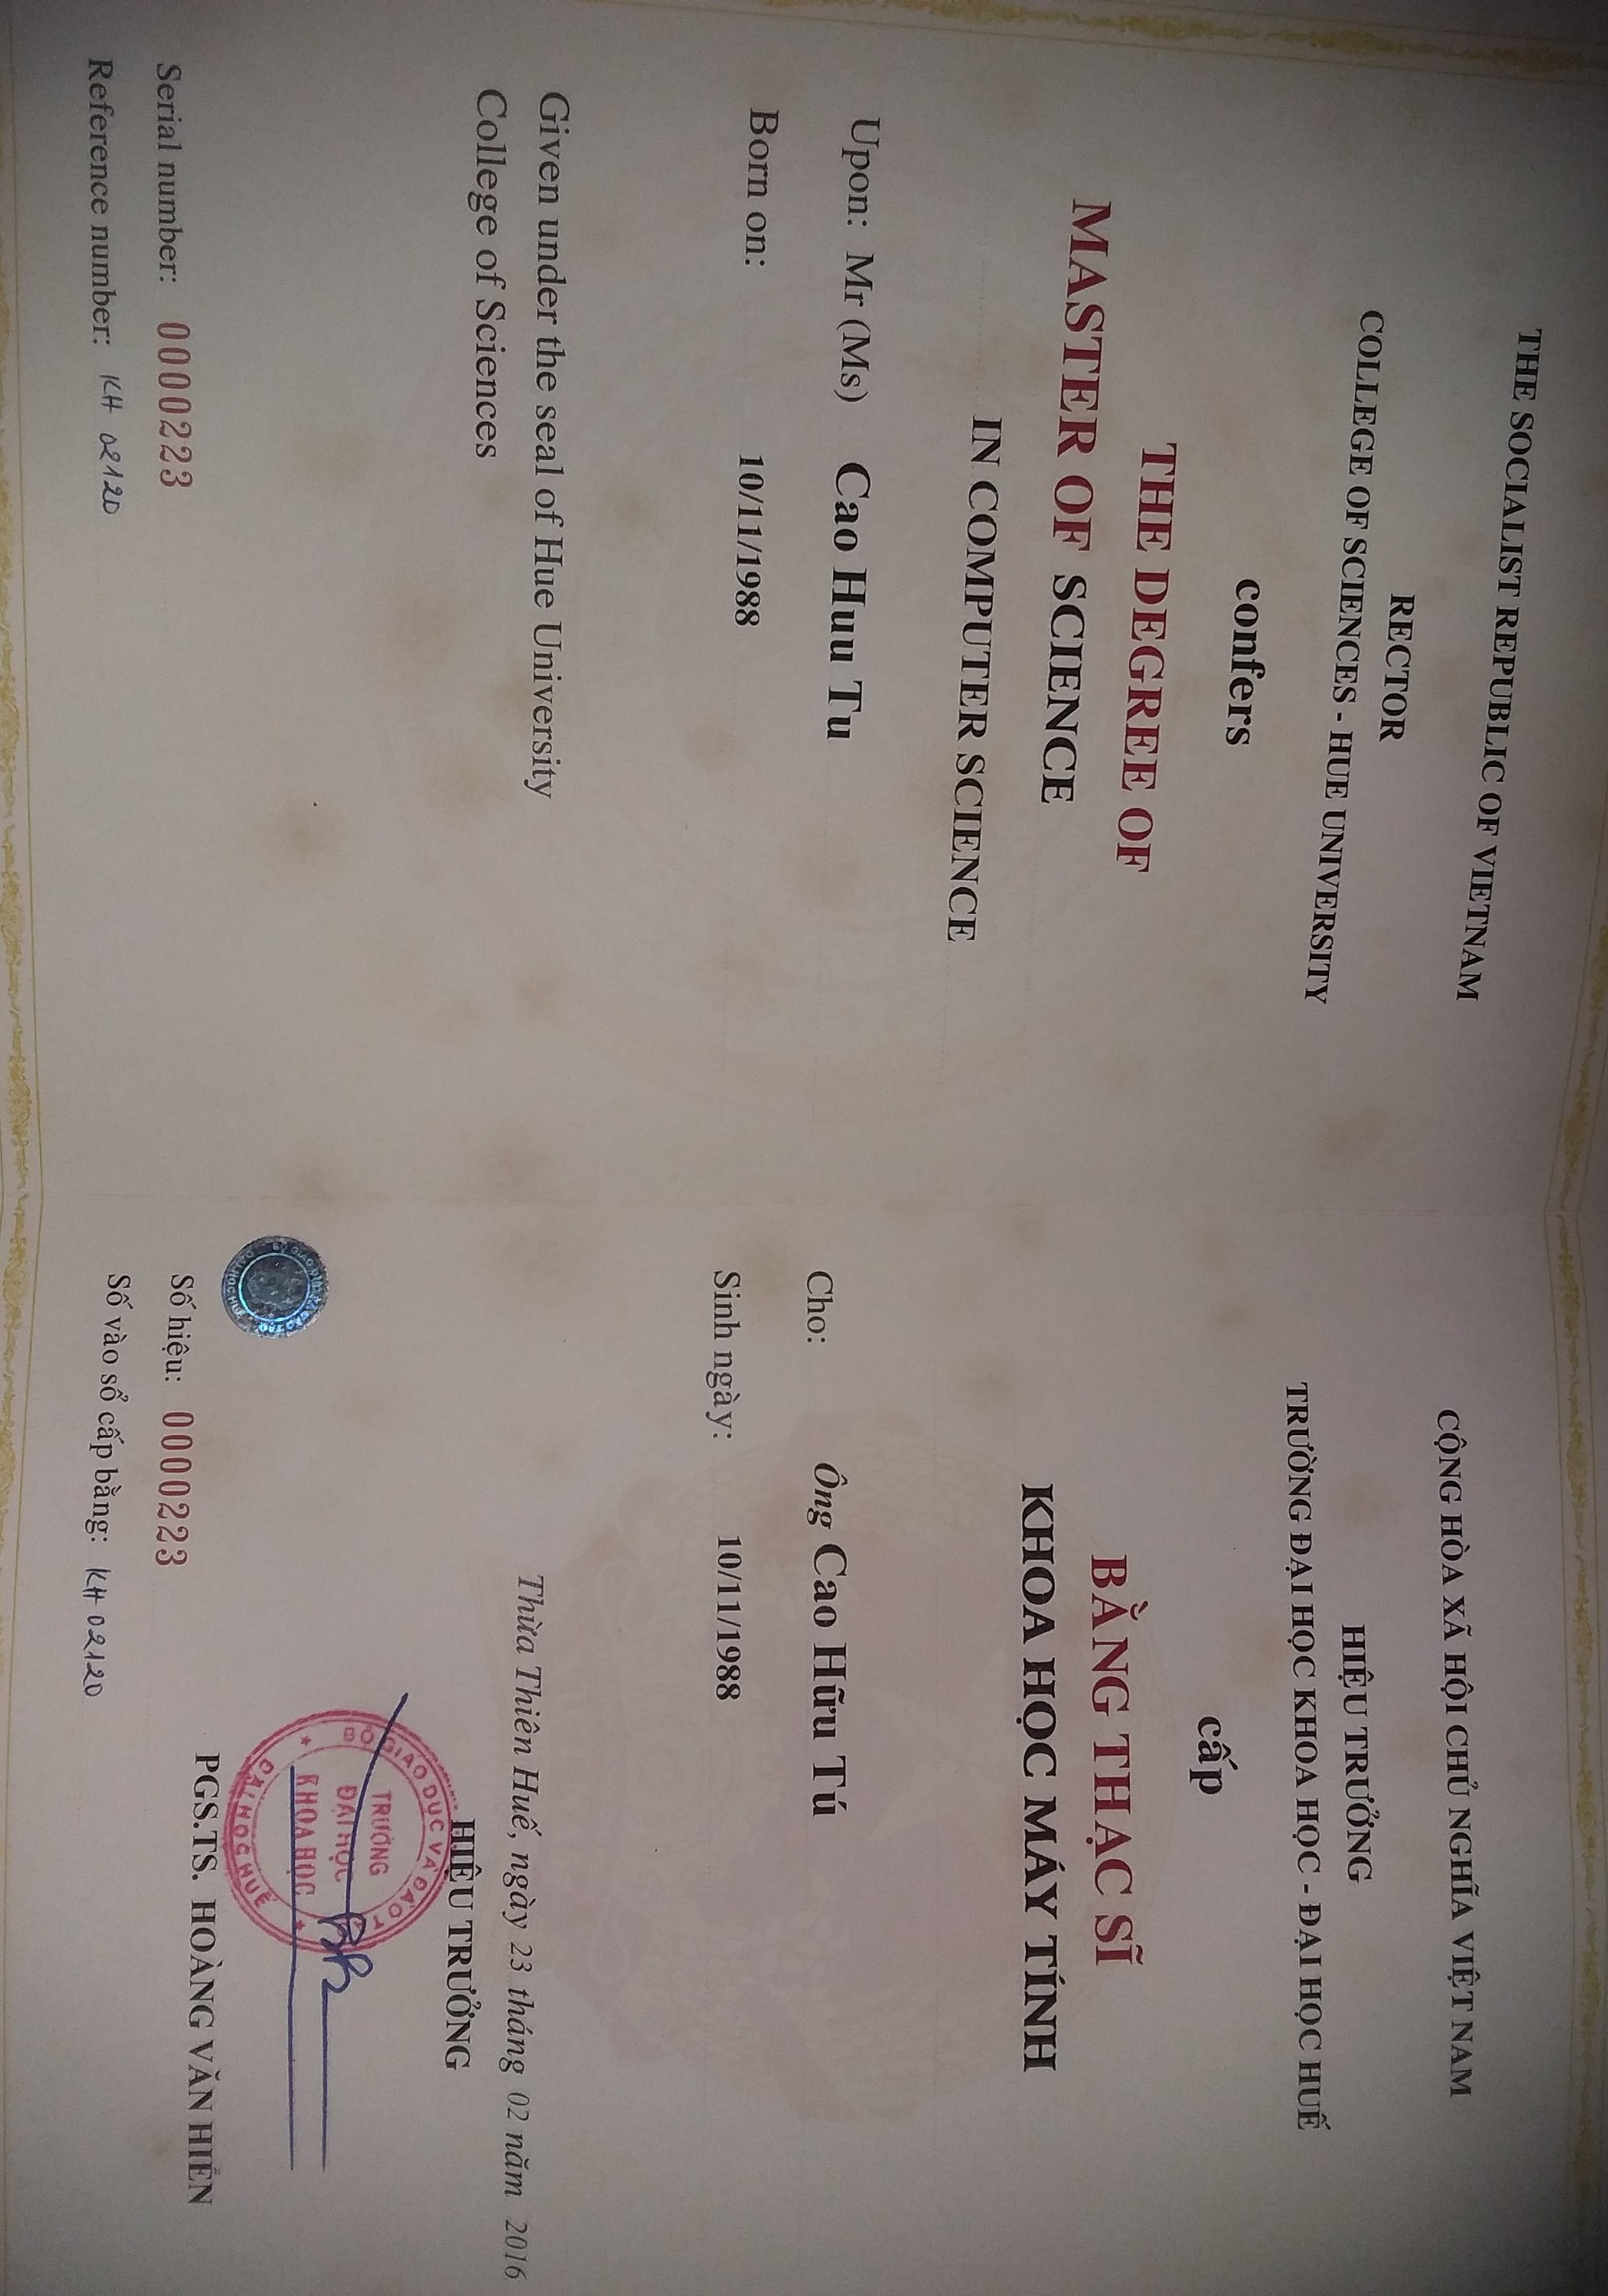 THE SOCIALIST REPUBLIC OF VIETNAM
RECTOR
COLLEGE OF SCIENCES - HUE UNIVERSITY
confers
THE DEGREE OF
MASTER OF SCIENCE
IN COMPUTER SCIENCE
Upon: Mr (Ms) Cao Huu Tu
Born on: 10/11/1988
Given under the seal of Hue University
College of Sciences
Serial number: 0000223
Reference number: KH 02120
CỘNG HÒA XÃ HỘI CHỦ NGHĨA VIỆT NAM
HIỆU TRƯỞNG
TRƯỜNG ĐẠI HỌC KHOA HỌC - ĐẠI HỌC HUẾ
cấp
BẰNG THẠC SĨ
KHOA HỌC MÁY TÍNH
Cho: Ông Cao Hữu Tú
Sinh ngày: 10/11/1988
Thừa Thiên Huế, ngày 23 tháng 02 năm 2016
HIỆU TRƯỞNG
BỘ GIÁO DỤC VÀ ĐÀO TẠO
TRƯỜNG
ĐẠI HỌC
KHOA HỌC
ĐẠI HỌC HUẾ
PGS.TS. HOÀNG VĂN HIỂN
Số hiệu: 0000223
Số vào sổ cấp bằng: KH 02120